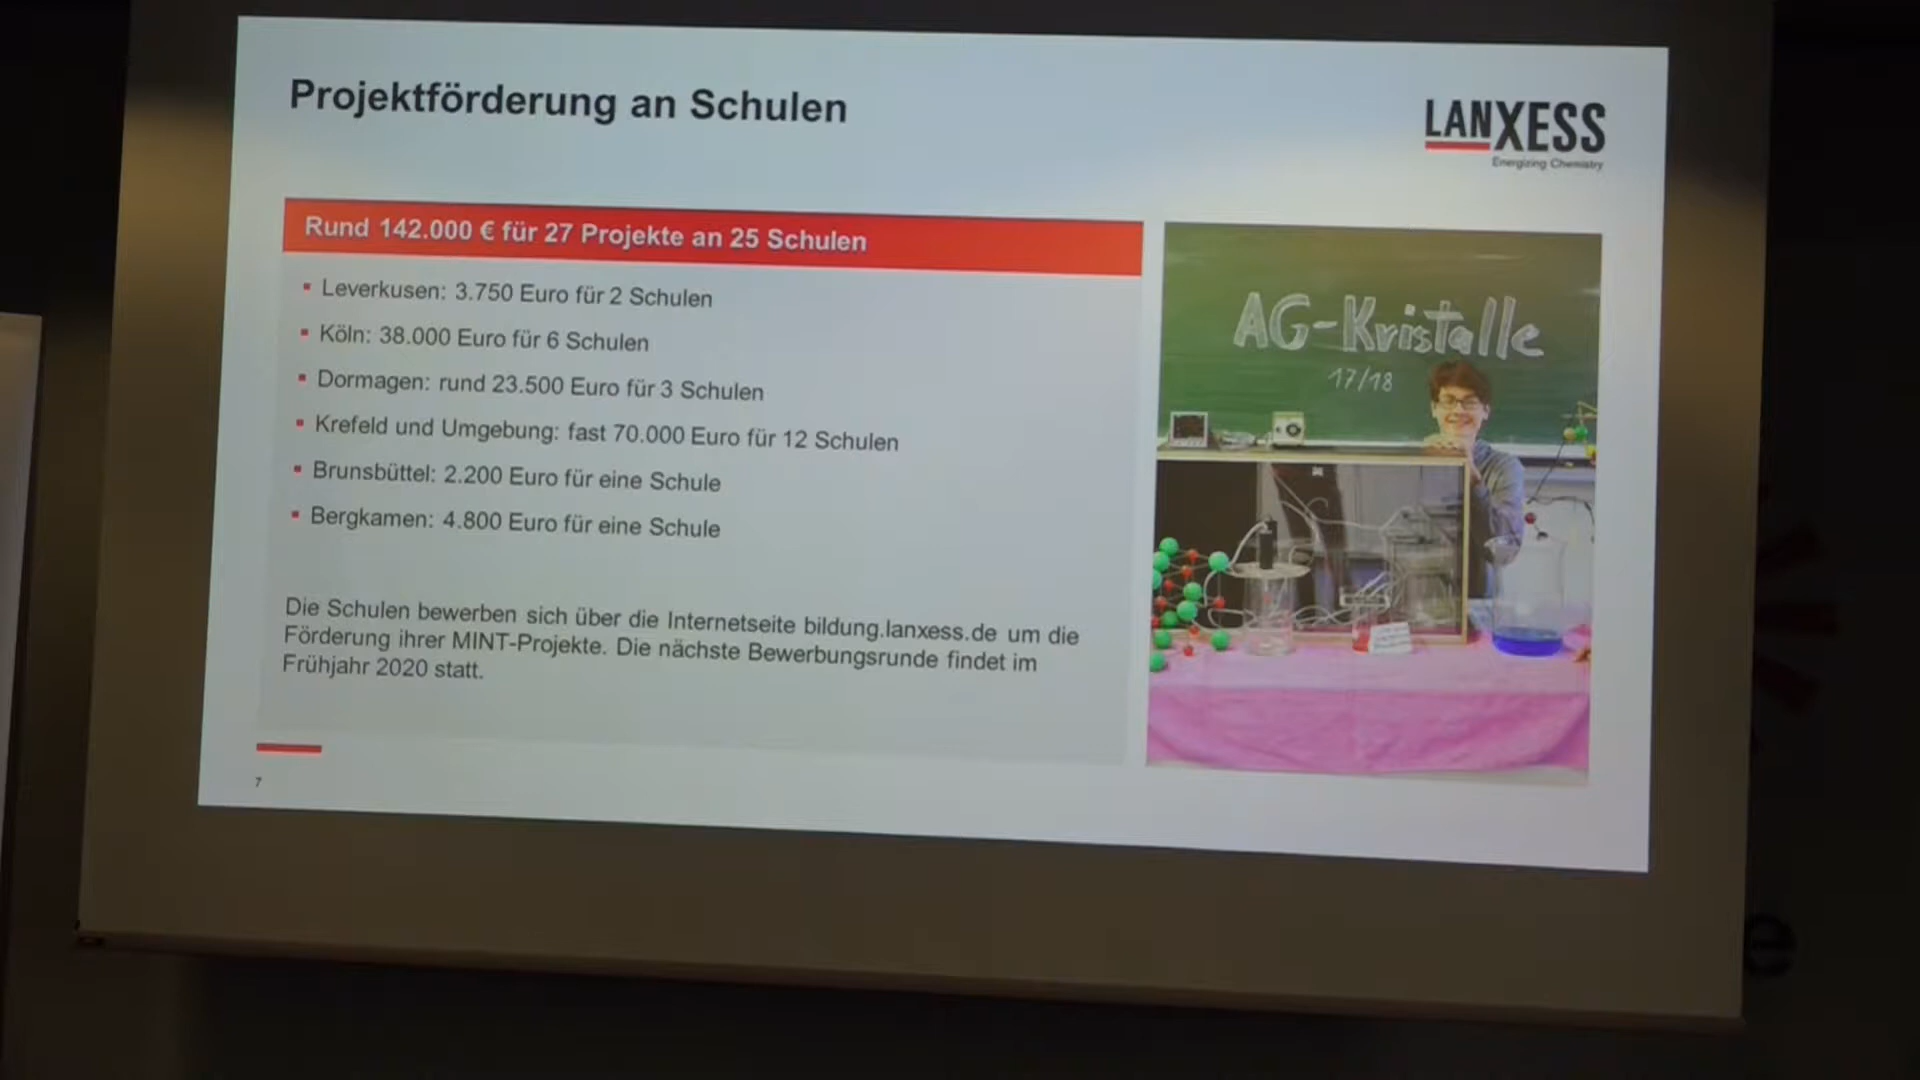 Projektförderung an Schulen
LANXESS
Energizing Chemistry
Rund 142.000 € für 27 Projekte an 25 Schulen
Leverkusen: 3.750 Euro für 2 Schulen
Köln: 38.000 Euro für 6 Schulen
Dormagen: rund 23.500 Euro für 3 Schulen
Krefeld und Umgebung: fast 70.000 Euro für 12 Schulen
Brunsbüttel: 2.200 Euro für eine Schule
Bergkamen: 4.800 Euro für eine Schule
Die Schulen bewerben sich über die Internetseite bildung.lanxess.de um die
Förderung ihrer MINT-Projekte. Die nächste Bewerbungsrunde findet im
Frühjahr 2020 statt.
7
AG-Kristalle
17/18
e